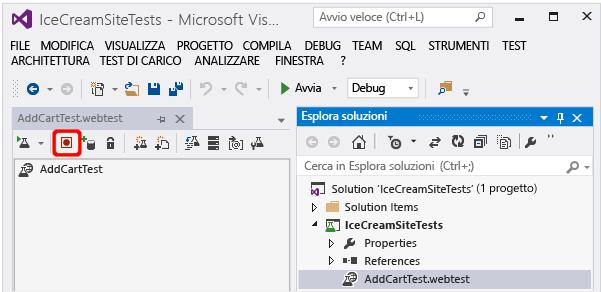 IceCreamSiteTests - Microsoft Vis...
Avvio veloce (Ctrl+L)
FILE MODIFICA VISUALIZZA PROGETTO COMPILA DEBUG TEAM SQL STRUMENTI TEST
ARCHITETTURA TEST DI CARICO ANALIZZARE FINESTRA ?
Avvia Debug
AddCartTest.webtest
AddCartTest
Esplora soluzioni
Cerca in Esplora soluzioni (Ctrl+;)
Solution 'IceCreamSiteTests' (1 progetto)
Solution Items
IceCreamSiteTests
Properties
References
AddCartTest.webtest